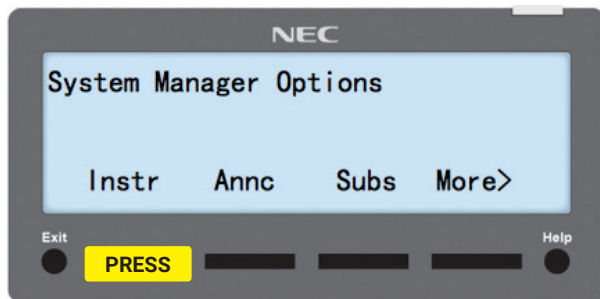 NEC
System Manager Options
Instr Annc Subs More>
Exit Help
PRESS